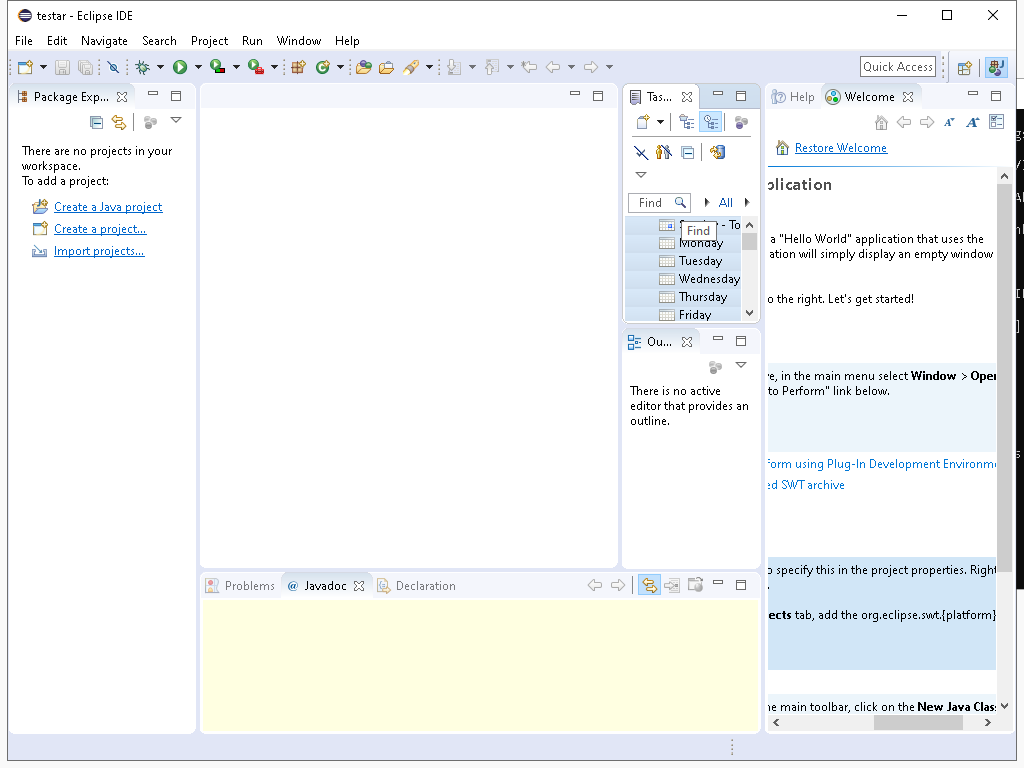 testar - Eclipse IDE
File Edit Navigate Search Project Run Window Help
Quick Access
Package Exp...
There are no projects in your
workspace.
To add a project:
Create a Java project
Create a project...
Import projects...
Tas...
Find
All
- To
Find
Monday
Tuesday
Wednesday
Thursday
Friday
Ou...
There is no active
editor that provides an
outline.
Help
Welcome
Restore Welcome
plication
a "Hello World" application that uses the
ation will simply display an empty window
o the right. Let's get started!
ve, in the main menu select Window > Oper
to Perform" link below.
form using Plug-In Development Environme
ed SWT archive
o specify this in the project properties. Right
ects tab, add the org.eclipse.swt.{platform}
he main toolbar, click on the New Java Clas
Problems
@ Javadoc
Declaration